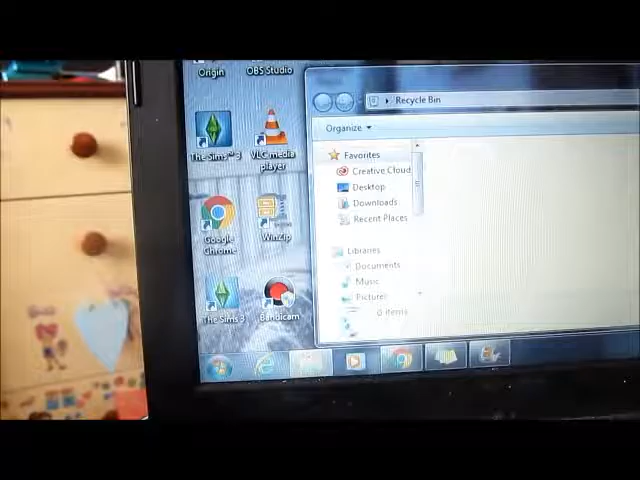 Origin
OBS Studio
Recycle Bin
Organize
The Sims™ 3
VLC media
player
Favorites
Creative Cloud
Desktop
Downloads
Recent Places
Google
Chrome
WinZip
Libraries
Documents
Music
Pictures
The Sims 3
Bandicam
0 items